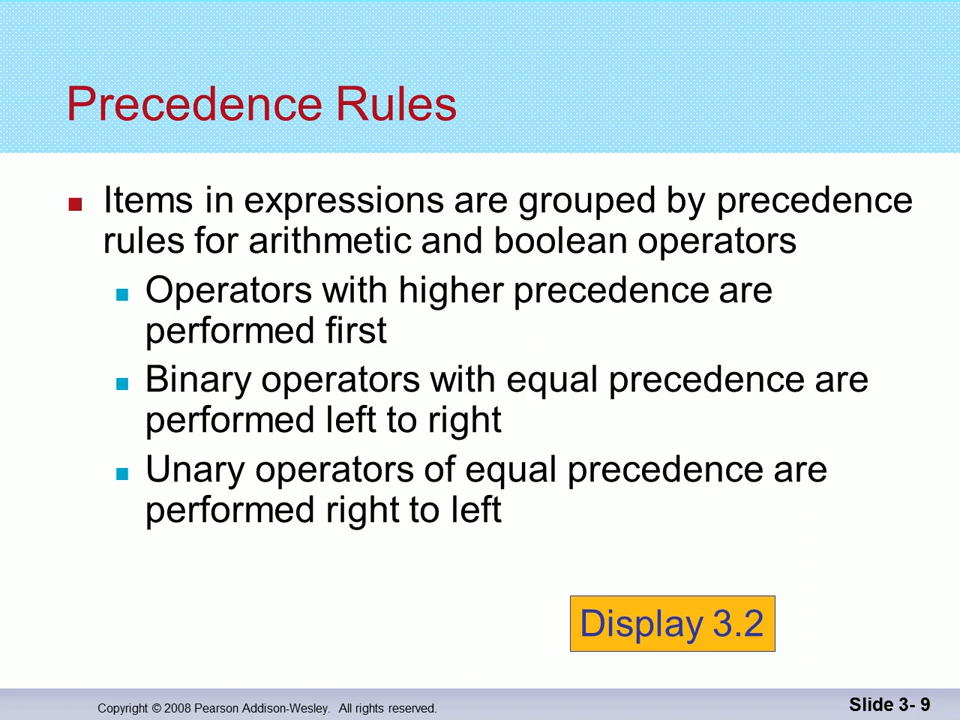 Precedence Rules
Items in expressions are grouped by precedence
rules for arithmetic and boolean operators
Operators with higher precedence are
performed first
Binary operators with equal precedence are
performed left to right
Unary operators of equal precedence are
performed right to left
Display 3.2
Copyright © 2008 Pearson Addison-Wesley. All rights reserved.
Slide 3- 9